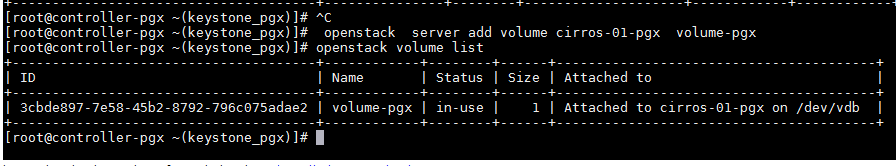 [root@controller-pgx ~(keystone_pgx)]# ^C
[root@controller-pgx ~(keystone_pgx)]#  openstack  server add volume cirros-01-pgx  volume-pgx
[root@controller-pgx ~(keystone_pgx)]# openstack volume list
+--------------------------------------+------------+--------+------+---------------------------------------+
| ID                                   | Name       | Status | Size | Attached to                           |
+--------------------------------------+------------+--------+------+---------------------------------------+
| 3cbde897-7e58-45b2-8792-796c075adae2 | volume-pgx | in-use |    1 | Attached to cirros-01-pgx on /dev/vdb |
+--------------------------------------+------------+--------+------+---------------------------------------+
[root@controller-pgx ~(keystone_pgx)]#